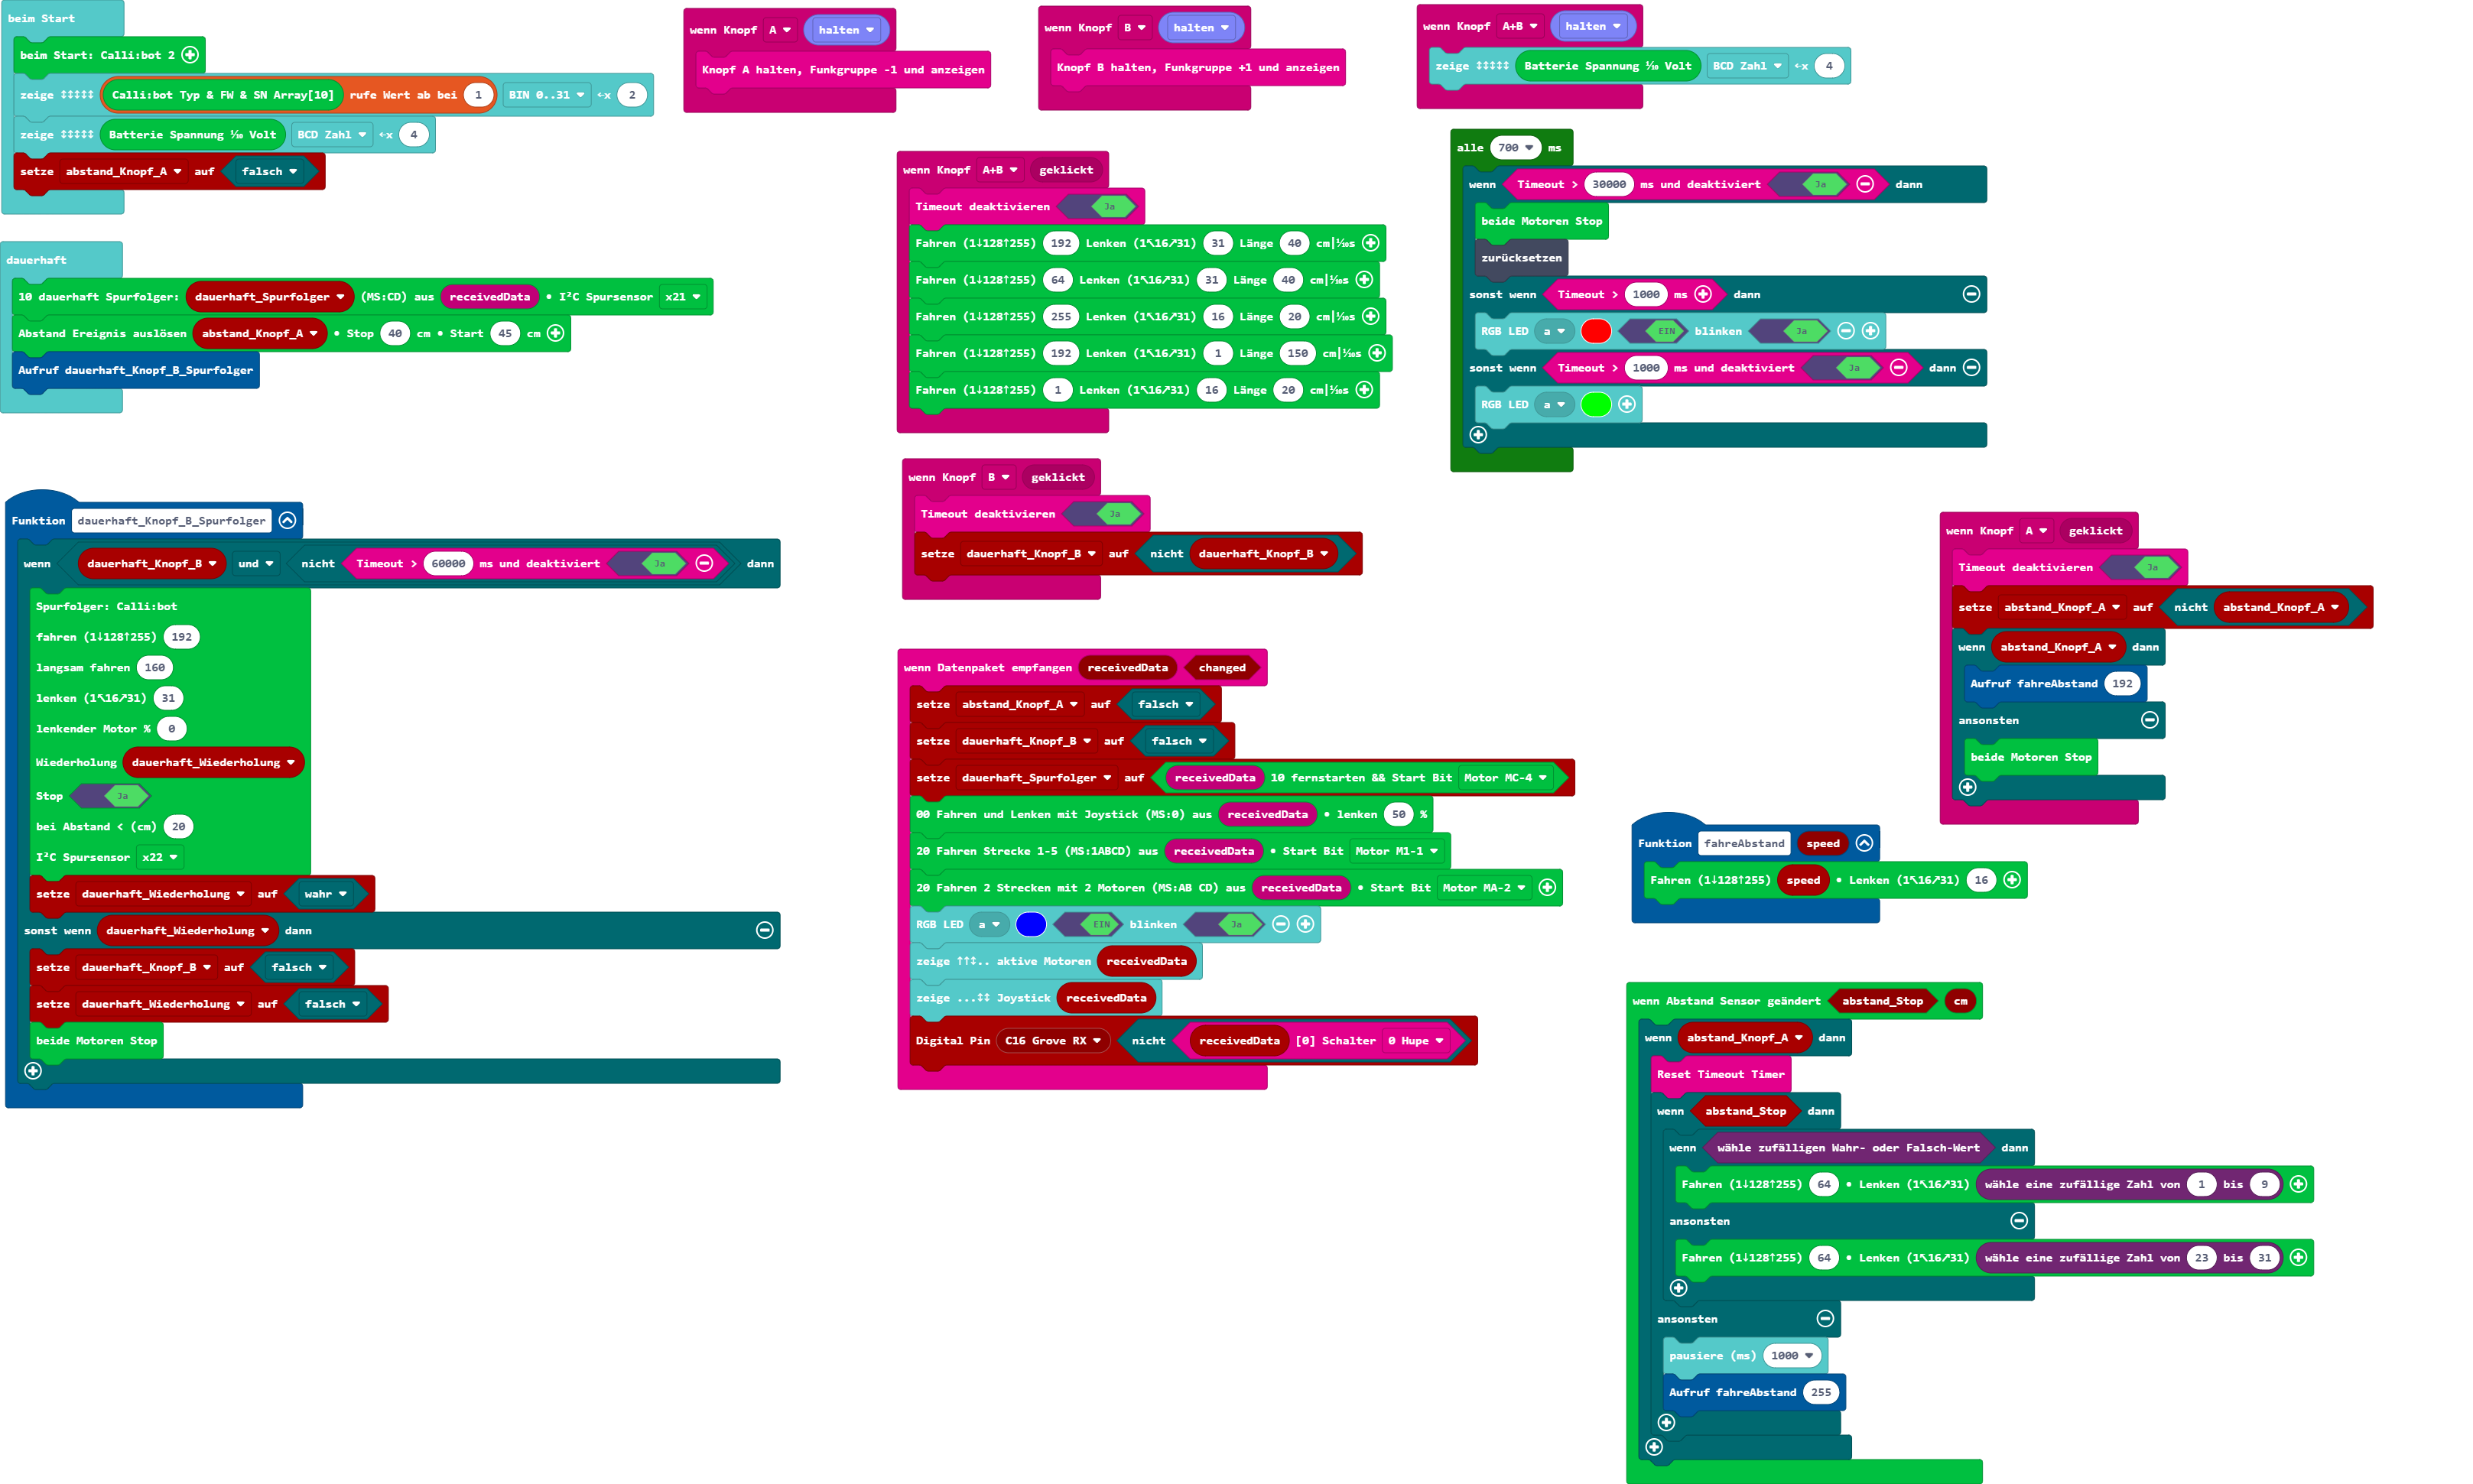 beim Start
beim Start: Calli:bot 2
zeige ↕↕↕↕↕ Calli:bot Typ & FW & SN Array[10] rufe Wert ab bei 1 BIN 0..31 ←x 2
zeige ↕↕↕↕↕ Batterie Spannung ⅒ Volt BCD Zahl ←x 4
setze abstand_Knopf_A auf falsch
dauerhaft
10 dauerhaft Spurfolger: dauerhaft_Spurfolger (MS:CD) aus receivedData • I²C Spursensor x21
Abstand Ereignis auslösen abstand_Knopf_A • Stop 40 cm • Start 45 cm
Aufruf dauerhaft_Knopf_B_Spurfolger
Funktion dauerhaft_Knopf_B_Spurfolger
wenn dauerhaft_Knopf_B und nicht Timeout > 60000 ms und deaktiviert Ja dann
Spurfolger: Calli:bot
fahren (1↓128↑255) 192
langsam fahren 160
lenken (1↖16↗31) 31
lenkender Motor % 0
Wiederholung dauerhaft_Wiederholung
Stop Ja
bei Abstand < (cm) 20
I²C Spursensor x22
setze dauerhaft_Wiederholung auf wahr
sonst wenn dauerhaft_Wiederholung dann
setze dauerhaft_Knopf_B auf falsch
setze dauerhaft_Wiederholung auf falsch
beide Motoren Stop
wenn Knopf A halten
Knopf A halten, Funkgruppe -1 und anzeigen
wenn Knopf B halten
Knopf B halten, Funkgruppe +1 und anzeigen
wenn Knopf A+B halten
zeige ↕↕↕↕↕ Batterie Spannung ⅒ Volt BCD Zahl ←x 4
wenn Knopf A+B geklickt
Timeout deaktivieren Ja
Fahren (1↓128↑255) 192 Lenken (1↖16↗31) 31 Länge 40 cm|⅒s
Fahren (1↓128↑255) 64 Lenken (1↖16↗31) 31 Länge 40 cm|⅒s
Fahren (1↓128↑255) 255 Lenken (1↖16↗31) 16 Länge 20 cm|⅒s
Fahren (1↓128↑255) 192 Lenken (1↖16↗31) 1 Länge 150 cm|⅒s
Fahren (1↓128↑255) 1 Lenken (1↖16↗31) 16 Länge 20 cm|⅒s
wenn Knopf B geklickt
Timeout deaktivieren Ja
setze dauerhaft_Knopf_B auf nicht dauerhaft_Knopf_B
wenn Datenpaket empfangen receivedData changed
setze abstand_Knopf_A auf falsch
setze dauerhaft_Knopf_B auf falsch
setze dauerhaft_Spurfolger auf receivedData 10 fernstarten && Start Bit Motor MC-4
00 Fahren und Lenken mit Joystick (MS:0) aus receivedData • lenken 50 %
20 Fahren Strecke 1-5 (MS:1ABCD) aus receivedData • Start Bit Motor M1-1
20 Fahren 2 Strecken mit 2 Motoren (MS:AB CD) aus receivedData • Start Bit Motor MA-2
RGB LED a EIN blinken Ja
zeige ↑↑↕.. aktive Motoren receivedData
zeige ...↕↕ Joystick receivedData
Digital Pin C16 Grove RX nicht receivedData [0] Schalter 0 Hupe
alle 700 ms
wenn Timeout > 30000 ms und deaktiviert Ja dann
beide Motoren Stop
zurücksetzen
sonst wenn Timeout > 1000 ms dann
RGB LED a EIN blinken Ja
sonst wenn Timeout > 1000 ms und deaktiviert Ja dann
RGB LED a
wenn Knopf A geklickt
Timeout deaktivieren Ja
setze abstand_Knopf_A auf nicht abstand_Knopf_A
wenn abstand_Knopf_A dann
Aufruf fahreAbstand 192
ansonsten
beide Motoren Stop
Funktion fahreAbstand speed
Fahren (1↓128↑255) speed • Lenken (1↖16↗31) 16
wenn Abstand Sensor geändert abstand_Stop cm
wenn abstand_Knopf_A dann
Reset Timeout Timer
wenn abstand_Stop dann
wenn wähle zufälligen Wahr- oder Falsch-Wert dann
Fahren (1↓128↑255) 64 • Lenken (1↖16↗31) wähle eine zufällige Zahl von 1 bis 9
ansonsten
Fahren (1↓128↑255) 64 • Lenken (1↖16↗31) wähle eine zufällige Zahl von 23 bis 31
ansonsten
pausiere (ms) 1000
Aufruf fahreAbstand 255